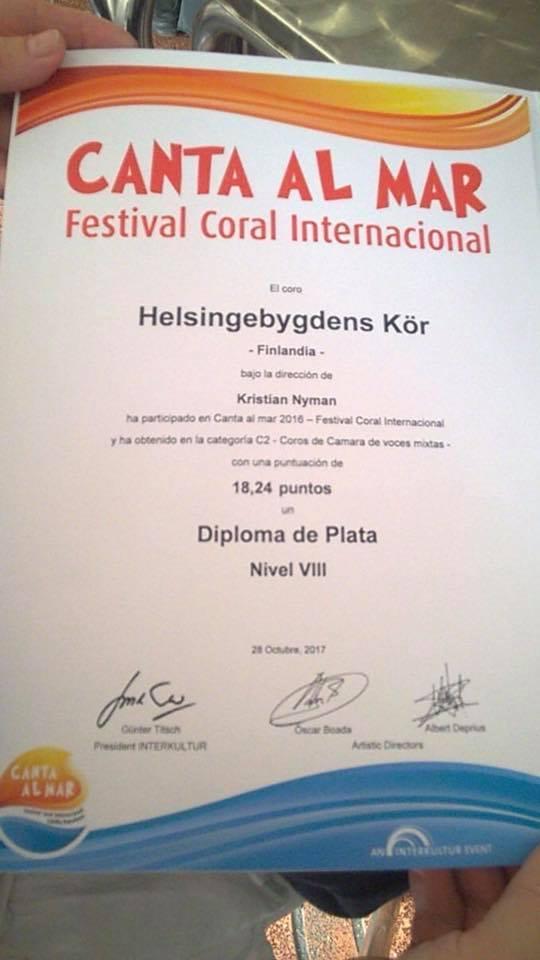 CANTA AL MAR
Festival Coral Internacional
El coro
Helsingebygdens Kör
- Finlandia -
bajo la dirección de
Kristian Nyman
ha participado en Canta al mar 2016 – Festival Coral Internacional
y ha obtenido en la categoría C2 - Coros de Camara de voces mixtas -
con una puntuación de
18,24 puntos
un
Diploma de Plata
Nivel VIII
28 Octubre, 2017
Günter Titsch
Oscar Boada
Albert Deprius
President INTERKULTUR
Artistic Directors
CANTA
AL MAR
AN INTERKULTUR EVENT